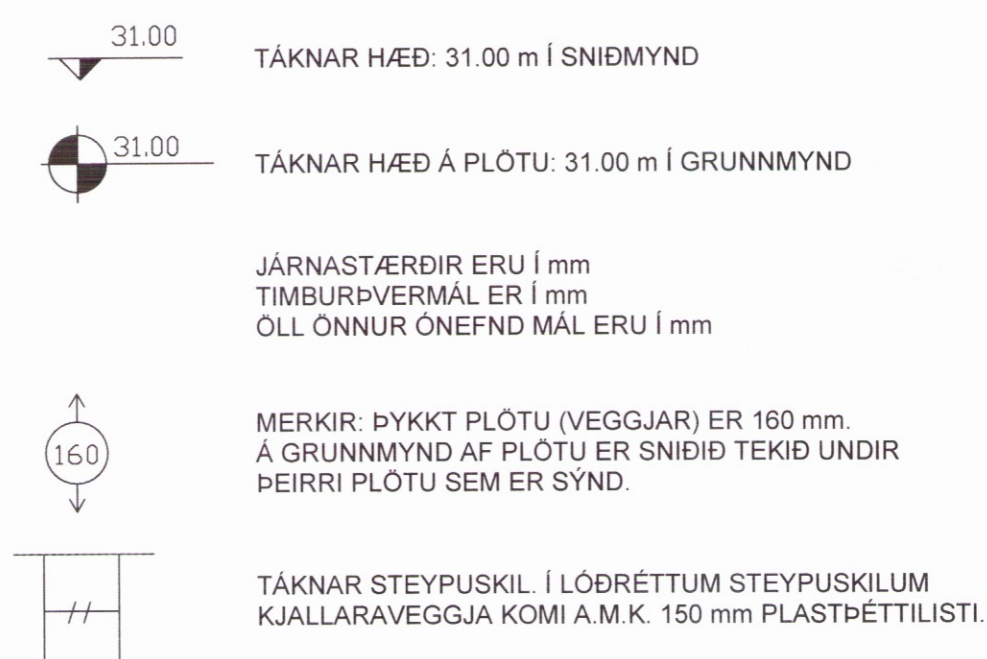 31.00
TÁKNAR HÆÐ: 31.00 m Í SNIÐMYND
31.00
TÁKNAR HÆÐ Á PLÖTU: 31.00 m Í GRUNNMYND
JÁRNASTÆRÐIR ERU Í mm
TIMBURÞVERMÁL ER Í mm
ÖLL ÖNNUR ÓNEFND MÁL ERU Í mm
160
MERKIR: ÞYKKT PLÖTU (VEGGJAR) ER 160 mm.
Á GRUNNMYND AF PLÖTU ER SNIÐIÐ TEKIÐ UNDIR
ÞEIRRI PLÖTU SEM ER SÝND.
TÁKNAR STEYPUSKIL. Í LÓÐRÉTTUM STEYPUSKILUM
KJALLARAVEGGJA KOMI A.M.K. 150 mm PLASTÞÉTTILISTI.